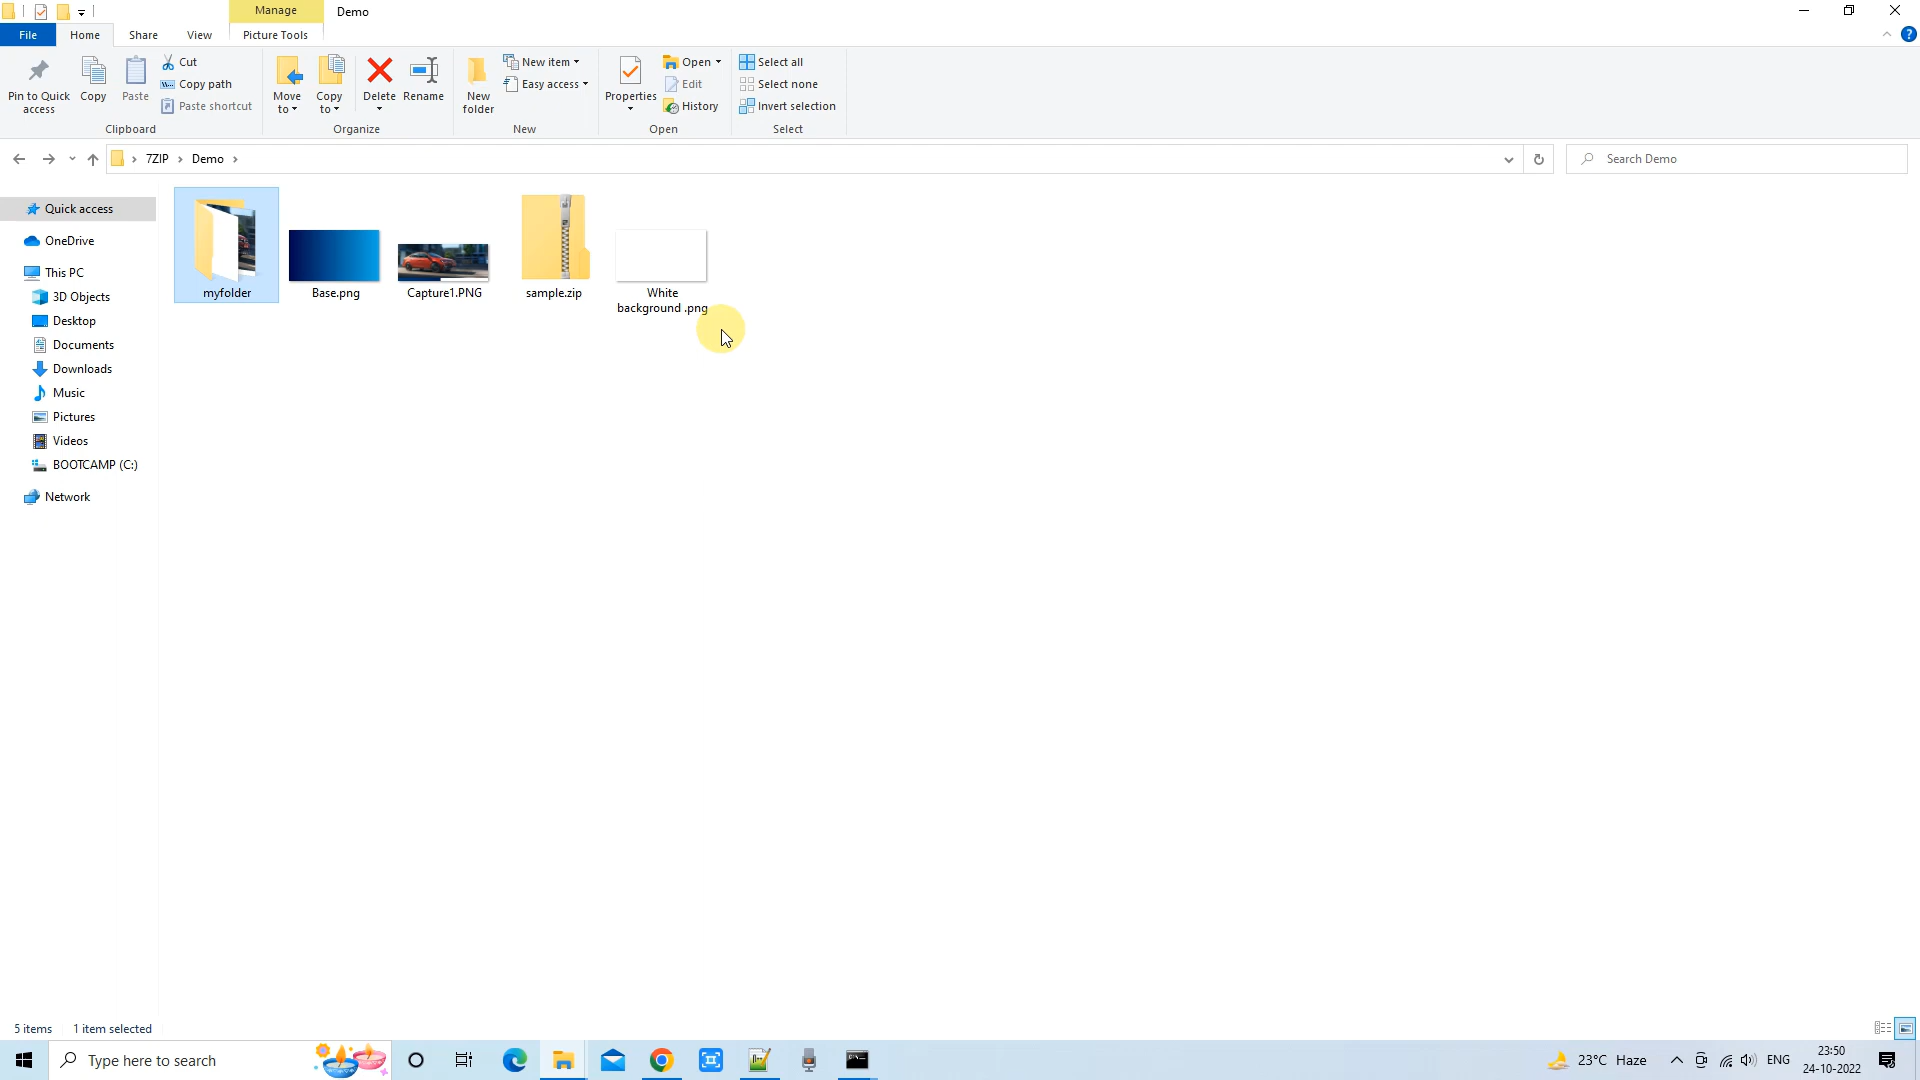 Manage
Demo
File
Home
Share
View
Picture Tools
Pin to Quick
access
Copy
Paste
Cut
Copy path
Paste shortcut
Clipboard
Move
to
Copy
to
Delete
Rename
Organize
New
folder
New item
Easy access
New
Properties
Open
Edit
History
Open
Select all
Select none
Invert selection
Select
7ZIP
Demo
Search Demo
Quick access
OneDrive
This PC
3D Objects
Desktop
Documents
Downloads
Music
Pictures
Videos
BOOTCAMP (C:)
Network
myfolder
Base.png
Capture1.PNG
sample.zip
White
background .png
5 items
1 item selected
Type here to search
23°C Haze
ENG
23:50
24-10-2022